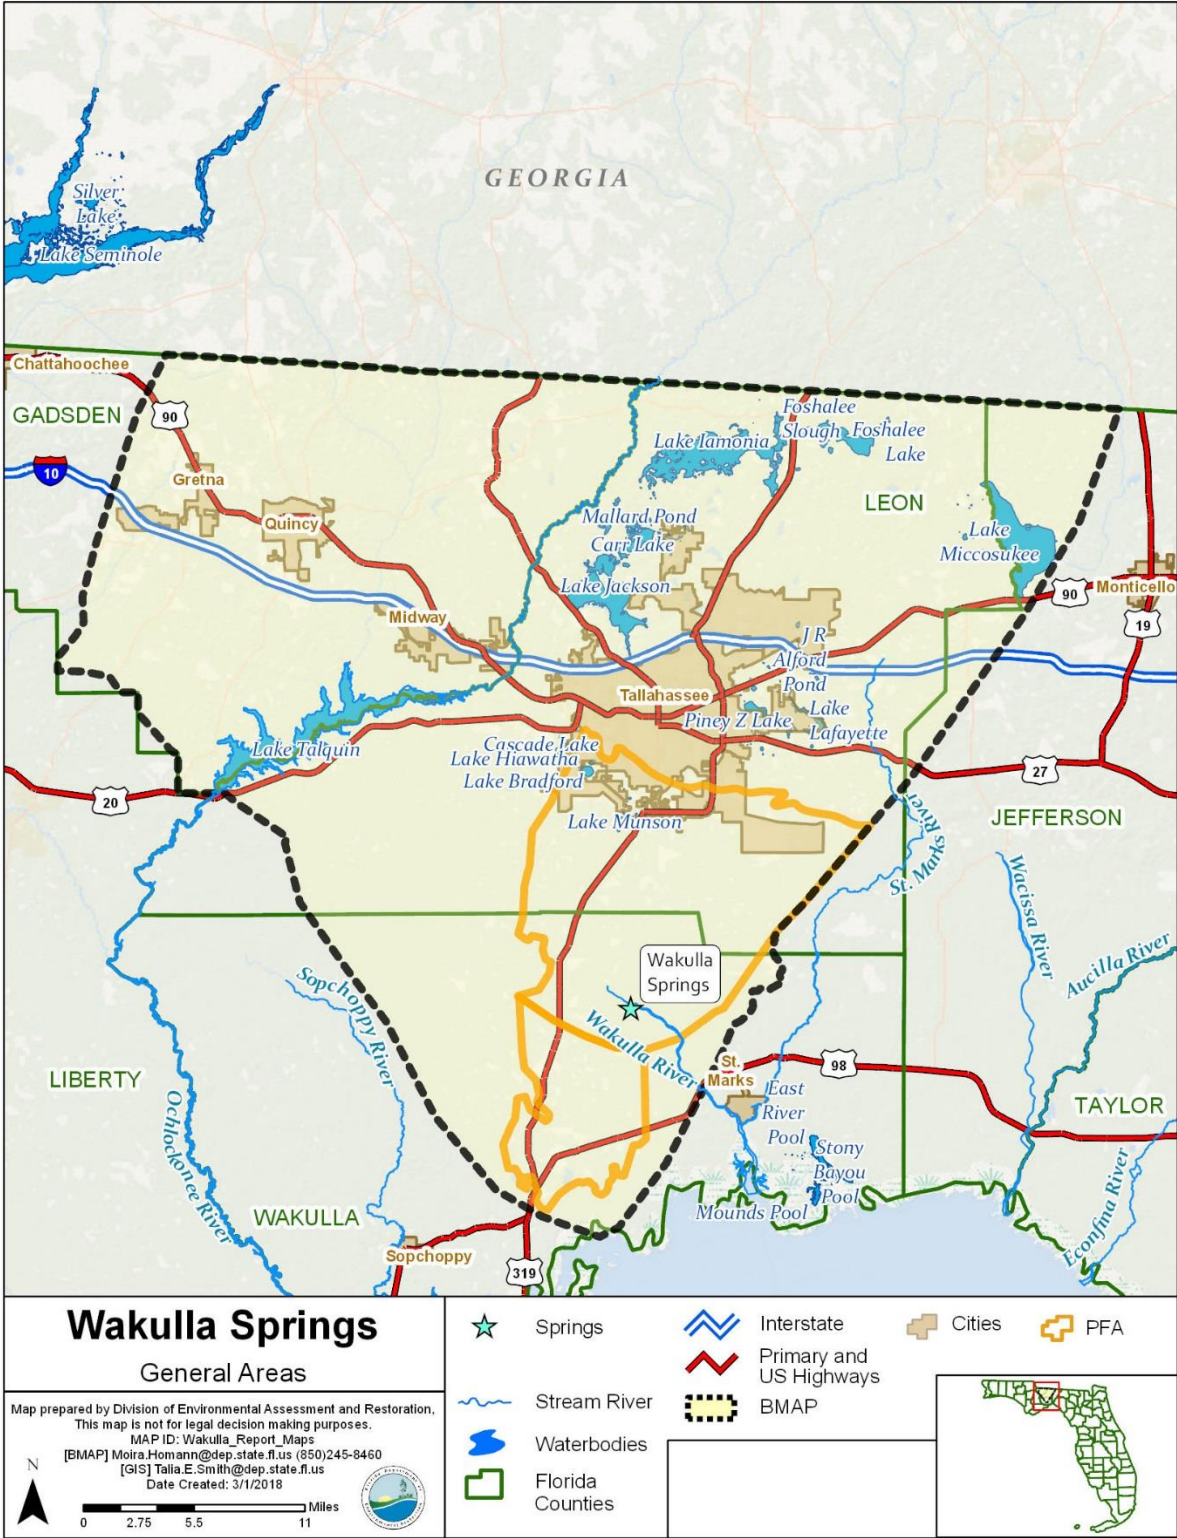 GEORGIA
Silver
Lake
Lake Seminole
Chattahoochee
GADSDEN
90
10
Gretna
Quincy
Foshalee
Slough
Foshalee
Lake
Lake Iamonia
LEON
Mallard Pond
Carr Lake
Lake
Miccosukee
Lake Jackson
Monticello
90
19
Midway
J R
Alford
Pond
Tallahassee
Piney Z Lake
Lake
Lafayette
Lake Talquin
Cascade Lake
Lake Hiawatha
Lake Bradford
20
27
Lake Munson
JEFFERSON
St. Marks River
Wacissa River
Aucilla River
Wakulla
Springs
Sopchoppy River
Wakulla River
LIBERTY
St.
Marks
98
East
River
Pool
TAYLOR
Ochlockonee River
Stony
Bayou
Pool
Mounds Pool
Econfina River
WAKULLA
Sopchoppy
319
Wakulla Springs
General Areas
Map prepared by Division of Environmental Assessment and Restoration,
This map is not for legal decision making purposes.
MAP ID: Wakulla_Report_Maps
[BMAP] Moira.Homann@dep.state.fl.us (850)245-8460
[GIS] Talia.E.Smith@dep.state.fl.us
Date Created: 3/1/2018
N
Miles
0 2.75 5.5 11
Springs
Stream River
Waterbodies
Florida
Counties
Interstate
Primary and
US Highways
BMAP
Cities
PFA